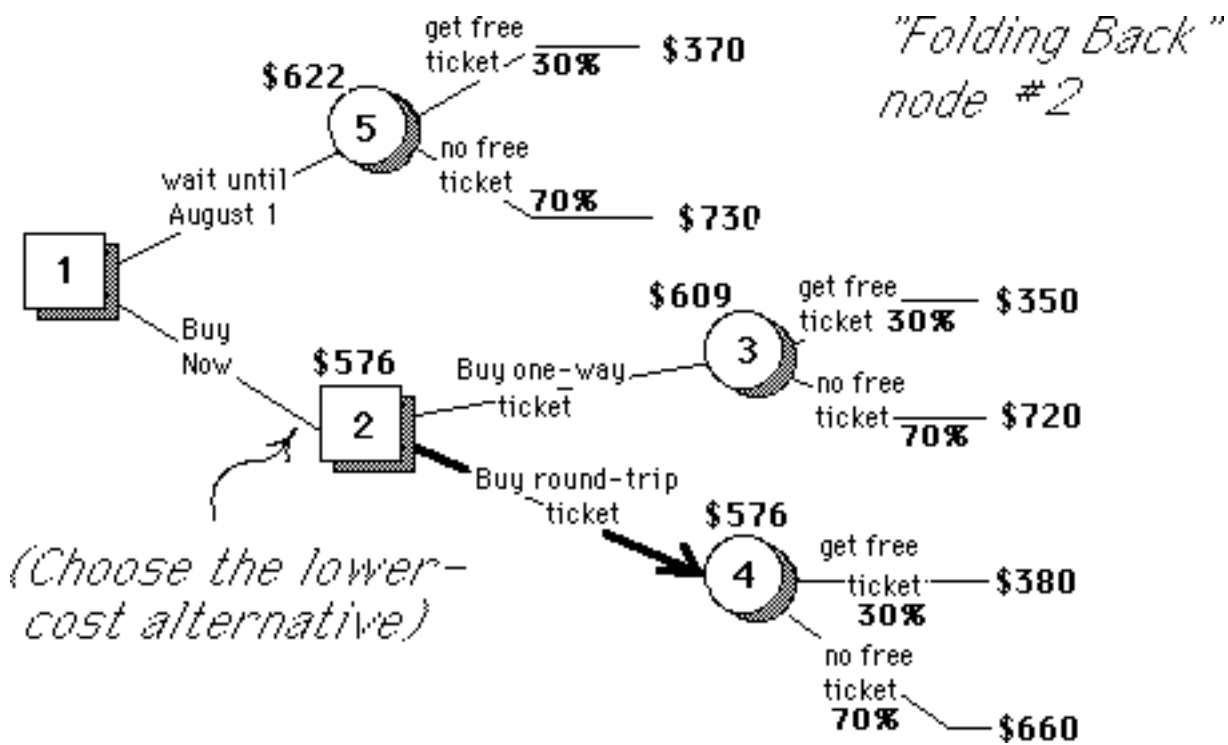 "Folding Back"
node #2
get free
ticket 30% $370
$622
5
no free
ticket
70% $730
wait until
August 1
1
Buy
Now
$576
2
Buy one-way
ticket
$609
3
get free
ticket 30% $350
no free
ticket
70% $720
Buy round-trip
ticket
$576
4
get free
ticket
30%
$380
no free
ticket
70%
$660
(Choose the lower-
cost alternative)